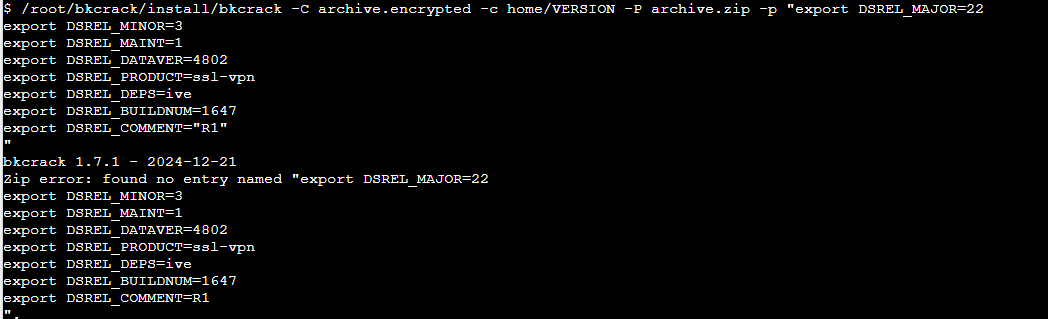 $ /root/bkcrack/install/bkcrack -C archive.encrypted -c home/VERSION -P archive.zip -p "export DSREL_MAJOR=22
export DSREL_MINOR=3
export DSREL_MAINT=1
export DSREL_DATAVER=4802
export DSREL_PRODUCT=ssl-vpn
export DSREL_DEPS=ive
export DSREL_BUILDNUM=1647
export DSREL_COMMENT="R1"
"
bkcrack 1.7.1 - 2024-12-21
Zip error: found no entry named "export DSREL_MAJOR=22
export DSREL_MINOR=3
export DSREL_MAINT=1
export DSREL_DATAVER=4802
export DSREL_PRODUCT=ssl-vpn
export DSREL_DEPS=ive
export DSREL_BUILDNUM=1647
export DSREL_COMMENT=R1
".